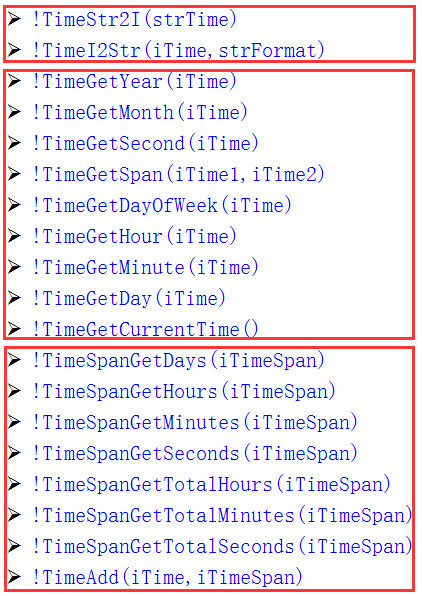 ➢ !TimeStr2I(strTime)
➢ !TimeI2Str(iTime,strFormat)
➢ !TimeGetYear(iTime)
➢ !TimeGetMonth(iTime)
➢ !TimeGetSecond(iTime)
➢ !TimeGetSpan(iTime1,iTime2)
➢ !TimeGetDayOfWeek(iTime)
➢ !TimeGetHour(iTime)
➢ !TimeGetMinute(iTime)
➢ !TimeGetDay(iTime)
➢ !TimeGetCurrentTime()
➢ !TimeSpanGetDays(iTimeSpan)
➢ !TimeSpanGetHours(iTimeSpan)
➢ !TimeSpanGetMinutes(iTimeSpan)
➢ !TimeSpanGetSeconds(iTimeSpan)
➢ !TimeSpanGetTotalHours(iTimeSpan)
➢ !TimeSpanGetTotalMinutes(iTimeSpan)
➢ !TimeSpanGetTotalSeconds(iTimeSpan)
➢ !TimeAdd(iTime,iTimeSpan)